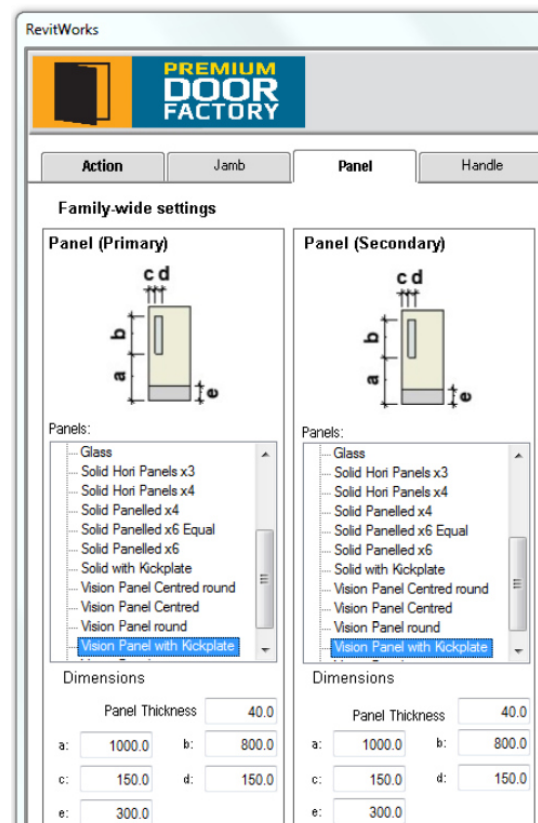 RevitWorks
PREMIUM
DOOR
FACTORY
Action Jamb Panel Handle
Family-wide settings
Panel (Primary)
c d
b
a
e
Panels:
Glass
Solid Hori Panels x3
Solid Hori Panels x4
Solid Panelled x4
Solid Panelled x6 Equal
Solid Panelled x6
Solid with Kickplate
Vision Panel Centred round
Vision Panel Centred
Vision Panel round
Vision Panel with Kickplate
Dimensions
Panel Thickness 40.0
a: 1000.0 b: 800.0
c: 150.0 d: 150.0
e: 300.0
Panel (Secondary)
c d
b
a
e
Panels:
Glass
Solid Hori Panels x3
Solid Hori Panels x4
Solid Panelled x4
Solid Panelled x6 Equal
Solid Panelled x6
Solid with Kickplate
Vision Panel Centred round
Vision Panel Centred
Vision Panel round
Vision Panel with Kickplate
Dimensions
Panel Thickness 40.0
a: 1000.0 b: 800.0
c: 150.0 d: 150.0
e: 300.0